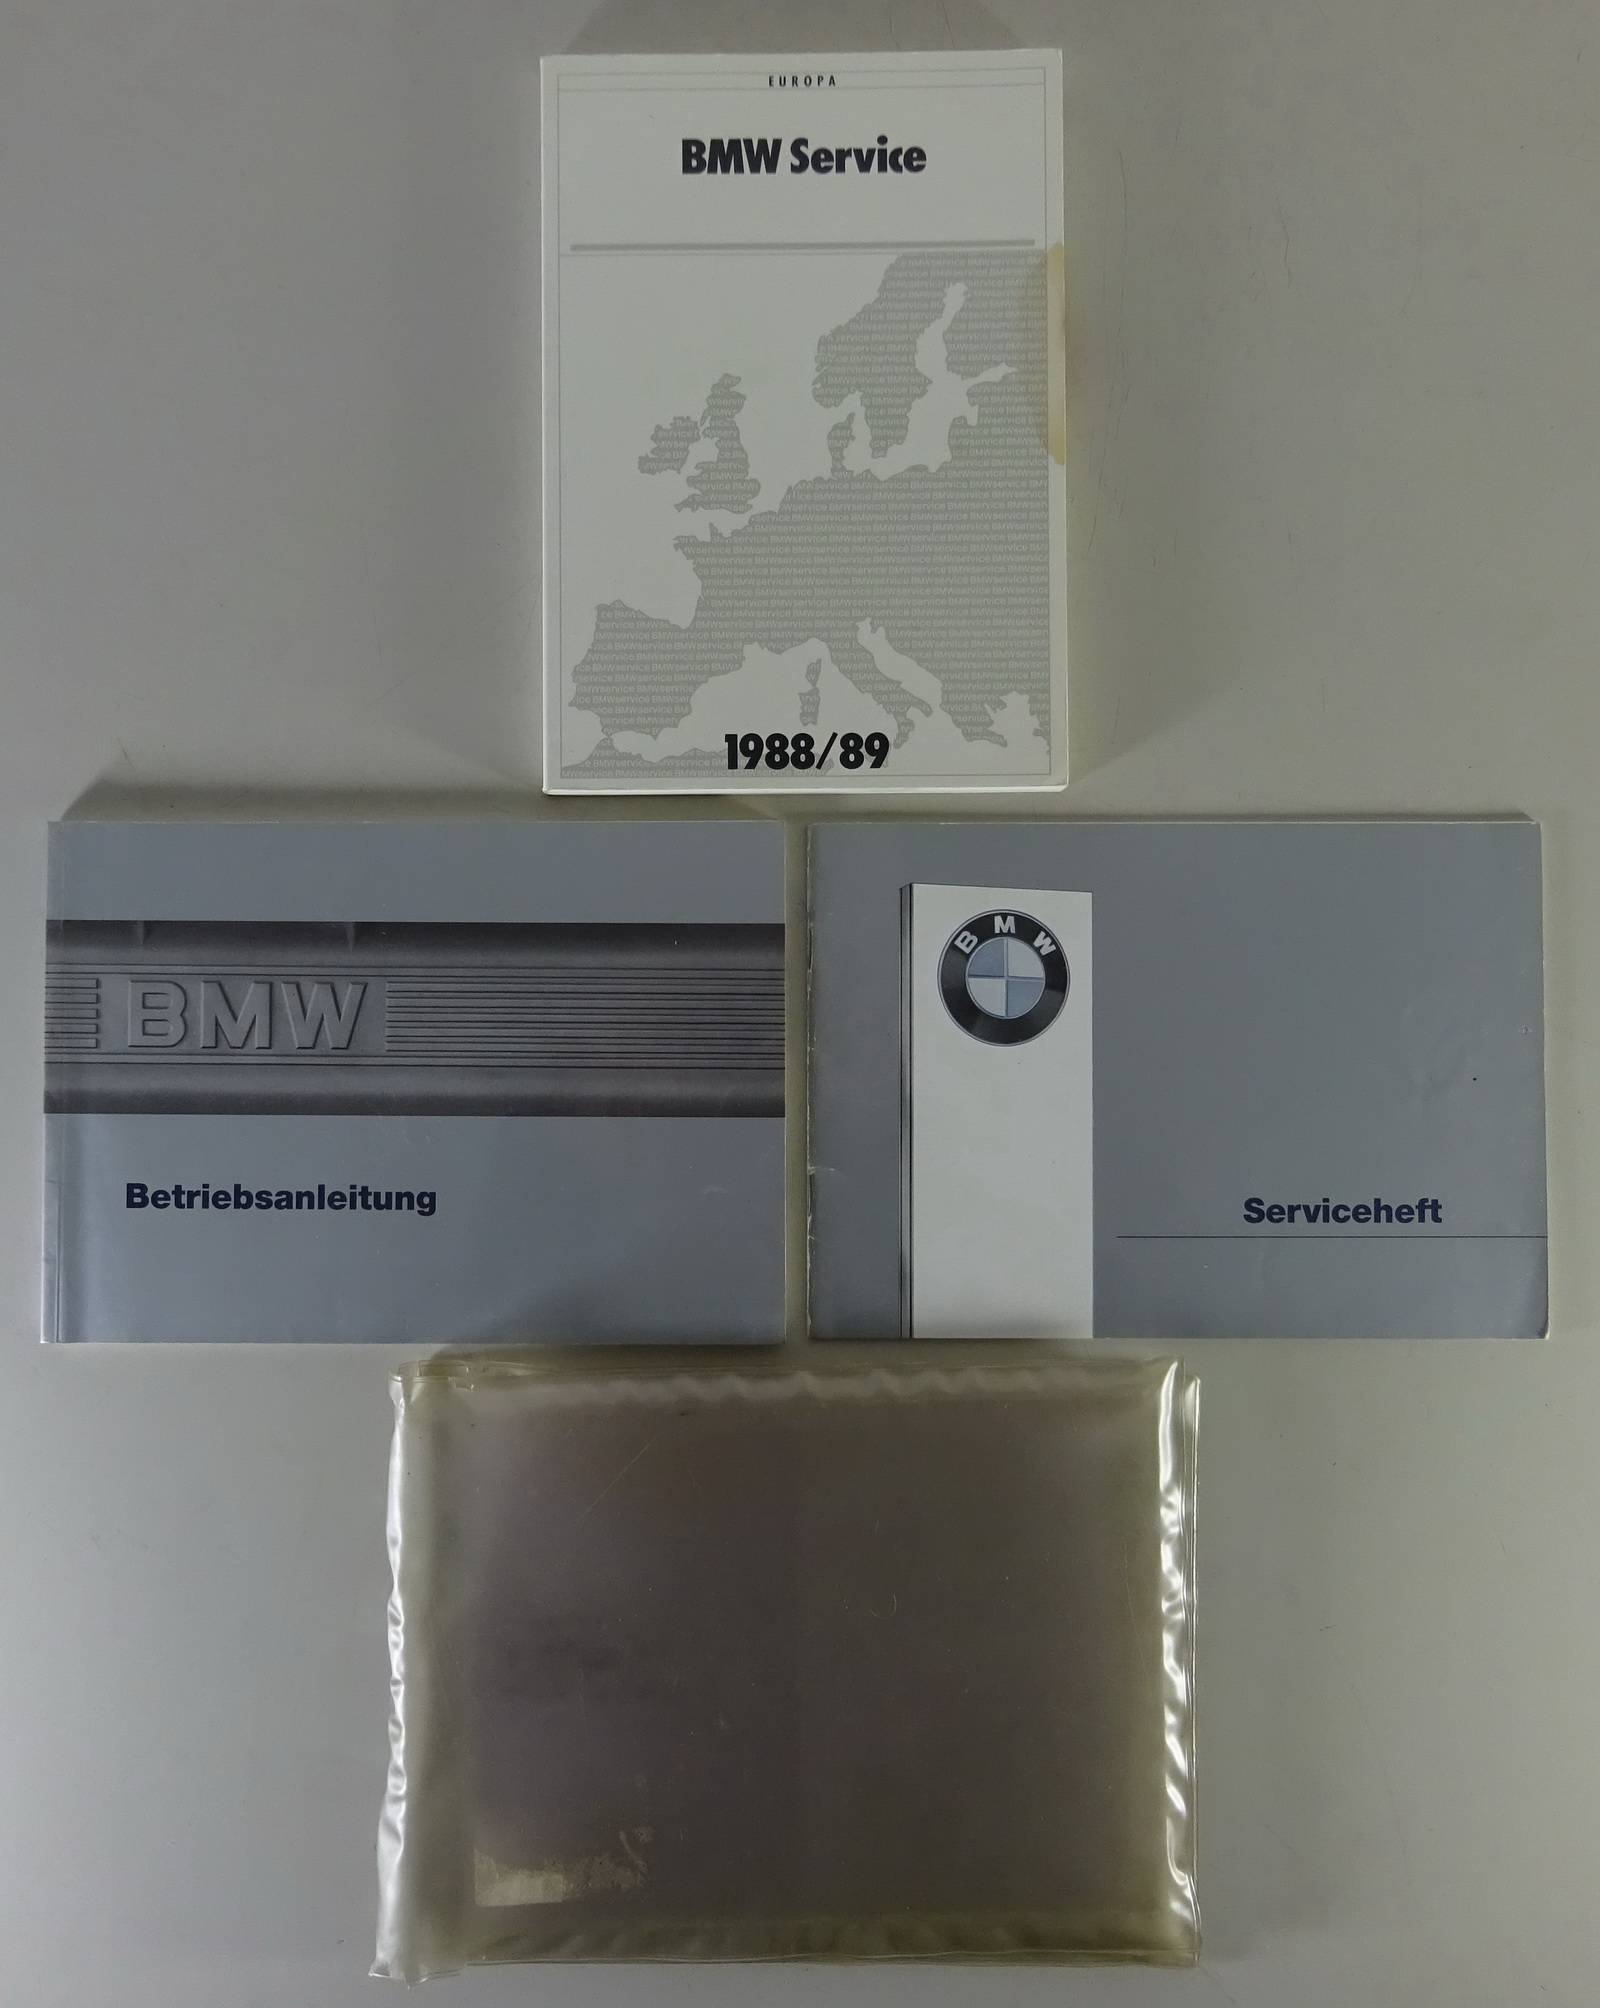 EUROPA
BMW Service
1988/89
BMW
Betriebsanleitung
BMW
Serviceheft